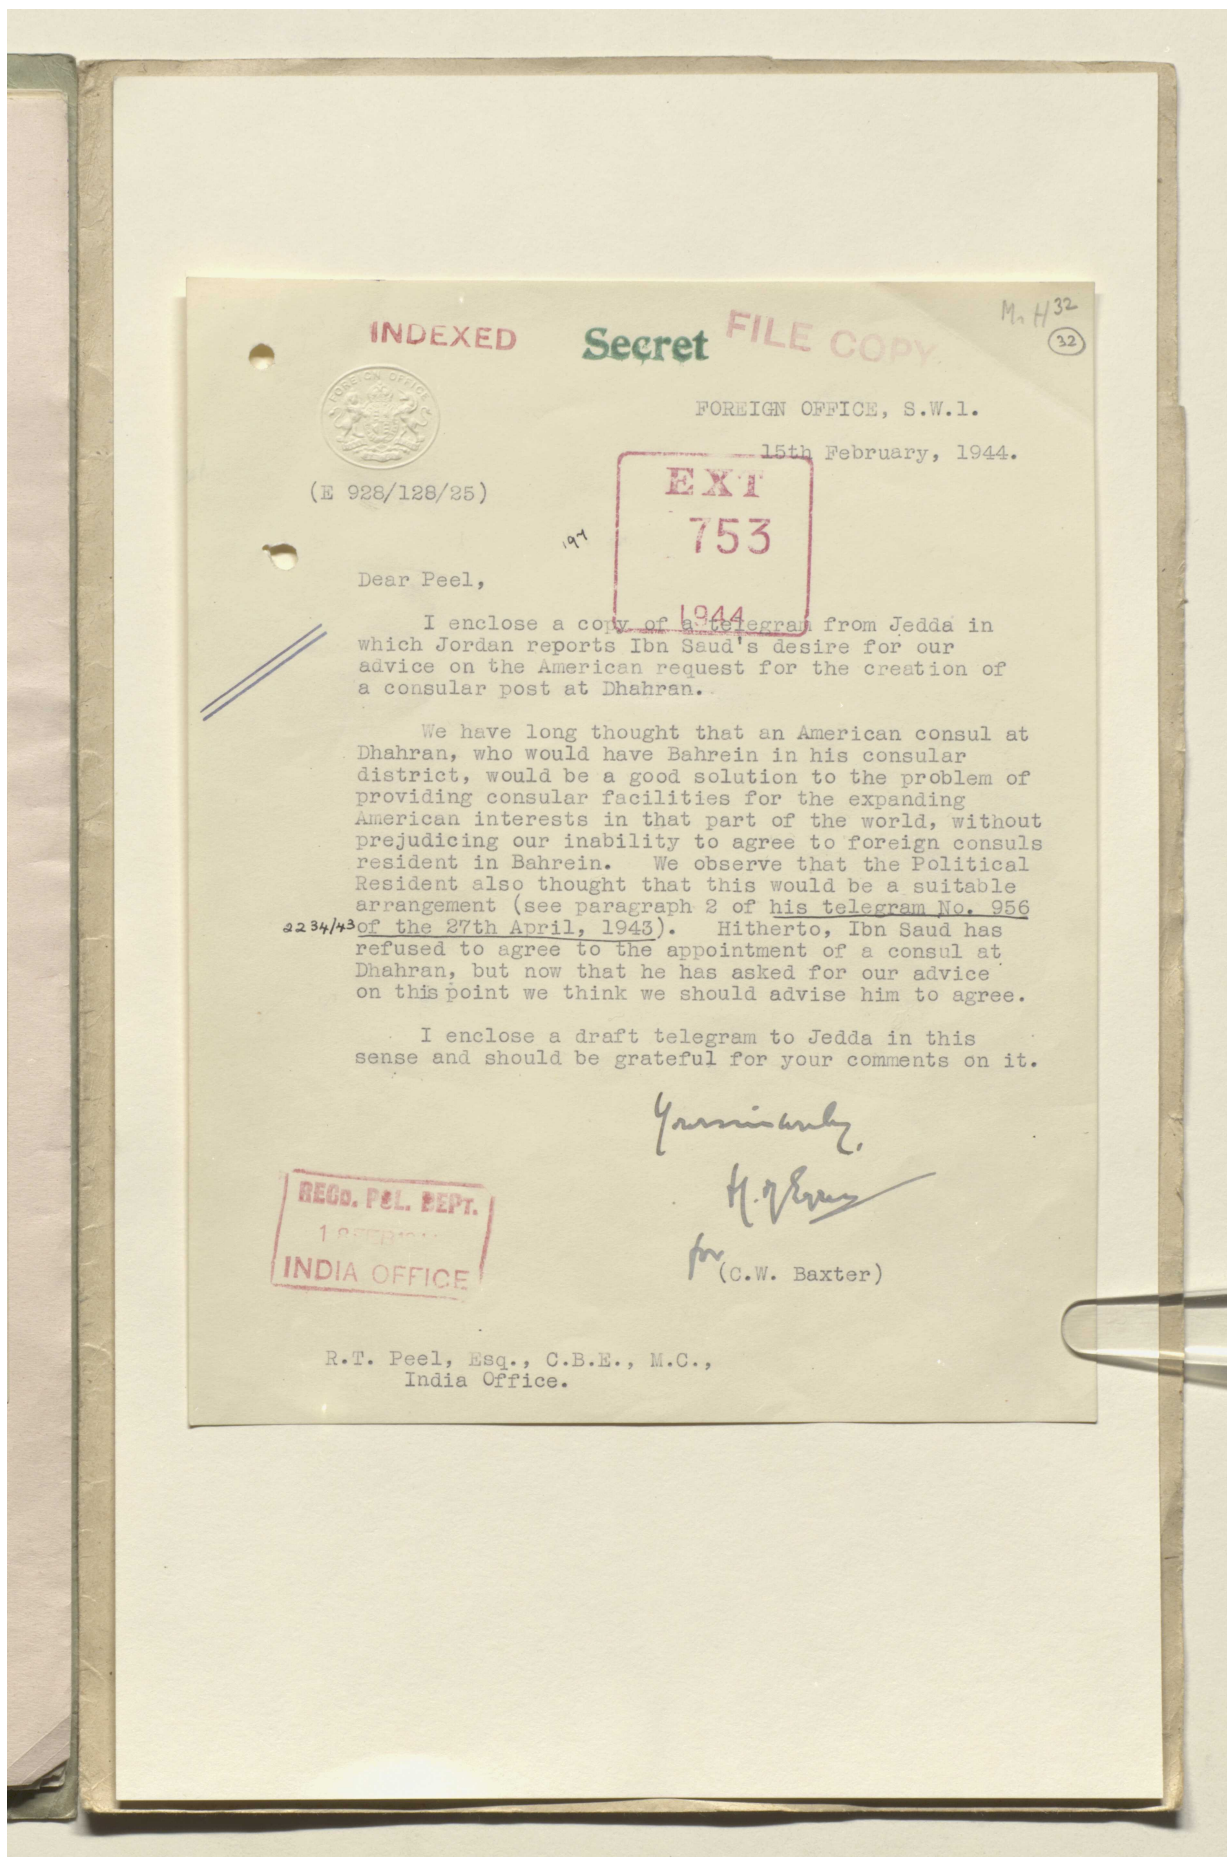 INDEXED
Secret
FILE COPY.
32
32
FOREIGN OFFICE
FOREIGN OFFICE, S.W.1.
15th February, 1944.
(E 928/128/25)
EXT
753
1944
197
Dear Peel,
I enclose a copy of a telegram from Jedda in
which Jordan reports Ibn Saud's desire for our
advice on the American request for the creation of
a consular post at Dhahran.
We have long thought that an American consul at
Dhahran, who would have Bahrein in his consular
district, would be a good solution to the problem of
providing consular facilities for the expanding
American interests in that part of the world, without
prejudicing our inability to agree to foreign consuls
resident in Bahrein. We observe that the Political
Resident also thought that this would be a suitable
arrangement (see paragraph 2 of his telegram No. 956
2234/43 of the 27th April, 1943). Hitherto, Ibn Saud has
refused to agree to the appointment of a consul at
Dhahran, but now that he has asked for our advice
on this point we think we should advise him to agree.
I enclose a draft telegram to Jedda in this
sense and should be grateful for your comments on it.
Yours sincerely,
for
(C.W. Baxter)
RECD. POL. DEPT.
INDIA OFFICE
R.T. Peel, Esq., C.B.E., M.C.,
India Office.